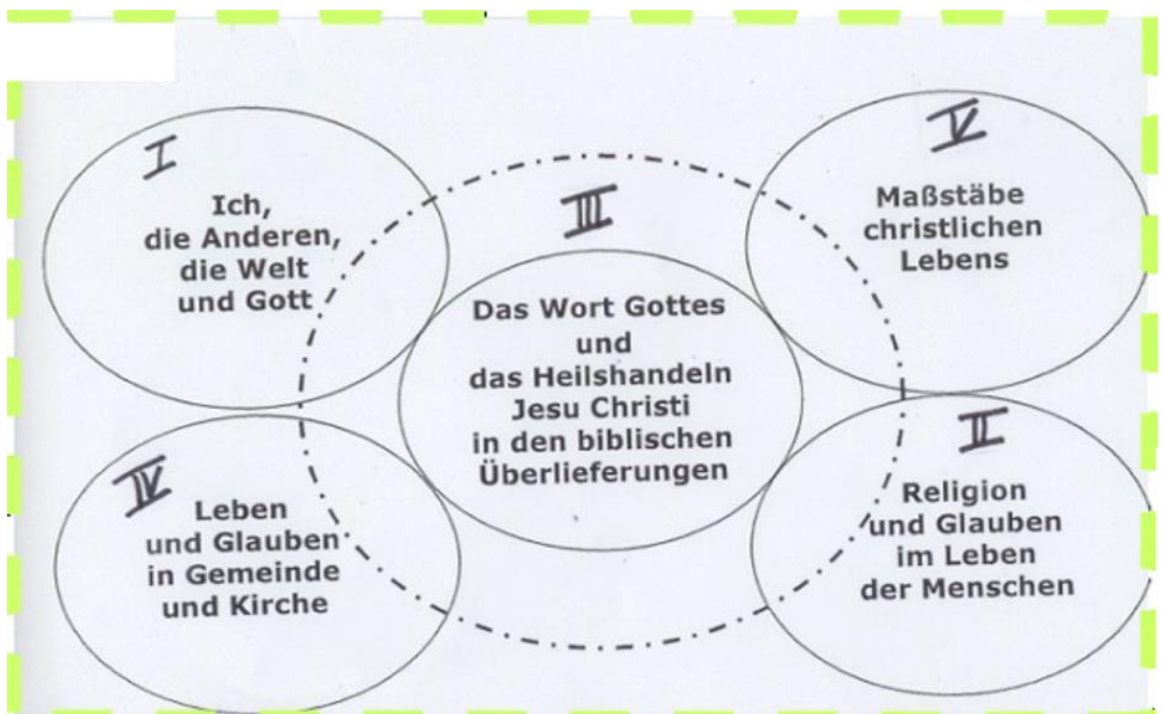 I
Ich,
die Anderen,
die Welt
und Gott
III
Das Wort Gottes
und
das Heilshandeln
Jesu Christi
in den biblischen
Überlieferungen
V
Maßstäbe
christlichen
Lebens
IV
Leben
und Glauben
in Gemeinde
und Kirche
II
Religion
und Glauben
im Leben
der Menschen